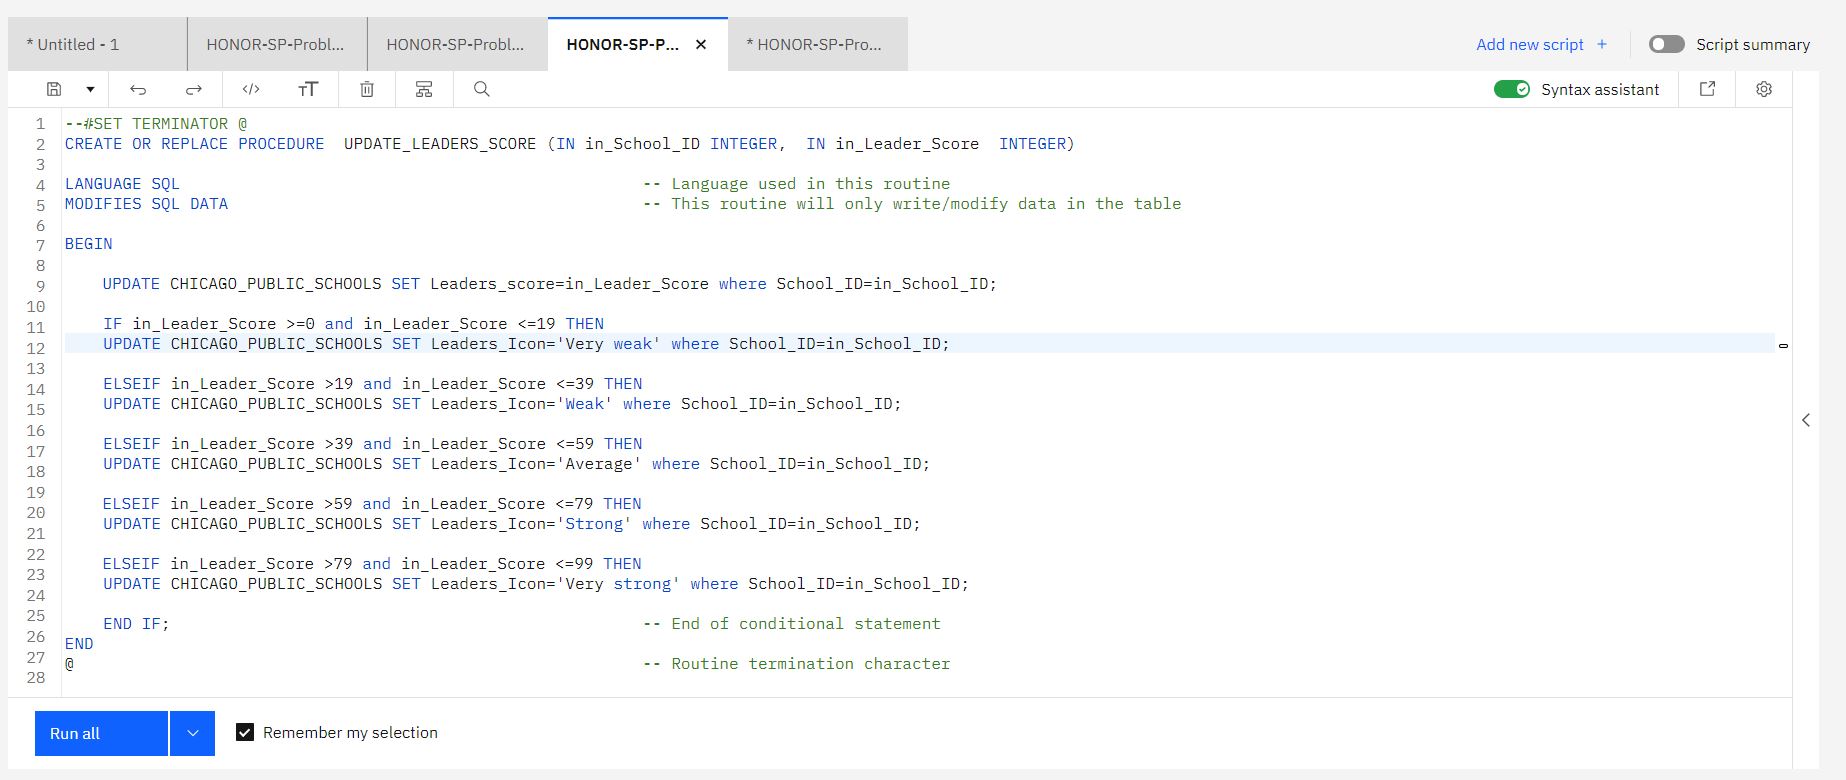 * Untitled - 1 HONOR-SP-Probl... HONOR-SP-Probl... HONOR-SP-P... × * HONOR-SP-Pro... Add new script + Script summary
</> TT Syntax assistant
1 --#SET TERMINATOR @
2 CREATE OR REPLACE PROCEDURE  UPDATE_LEADERS_SCORE (IN in_School_ID INTEGER,  IN in_Leader_Score  INTEGER)
3
4 LANGUAGE SQL -- Language used in this routine
5 MODIFIES SQL DATA -- This routine will only write/modify data in the table
6
7 BEGIN
8
9 UPDATE CHICAGO_PUBLIC_SCHOOLS SET Leaders_score=in_Leader_Score where School_ID=in_School_ID;
10
11 IF in_Leader_Score >=0 and in_Leader_Score <=19 THEN
12 UPDATE CHICAGO_PUBLIC_SCHOOLS SET Leaders_Icon='Very weak' where School_ID=in_School_ID;
13
14 ELSEIF in_Leader_Score >19 and in_Leader_Score <=39 THEN
15 UPDATE CHICAGO_PUBLIC_SCHOOLS SET Leaders_Icon='Weak' where School_ID=in_School_ID;
16
17 ELSEIF in_Leader_Score >39 and in_Leader_Score <=59 THEN
18 UPDATE CHICAGO_PUBLIC_SCHOOLS SET Leaders_Icon='Average' where School_ID=in_School_ID;
19
20 ELSEIF in_Leader_Score >59 and in_Leader_Score <=79 THEN
21 UPDATE CHICAGO_PUBLIC_SCHOOLS SET Leaders_Icon='Strong' where School_ID=in_School_ID;
22
23 ELSEIF in_Leader_Score >79 and in_Leader_Score <=99 THEN
24 UPDATE CHICAGO_PUBLIC_SCHOOLS SET Leaders_Icon='Very strong' where School_ID=in_School_ID;
25
26 END IF; -- End of conditional statement
27 END
28 @ -- Routine termination character
Run all Remember my selection